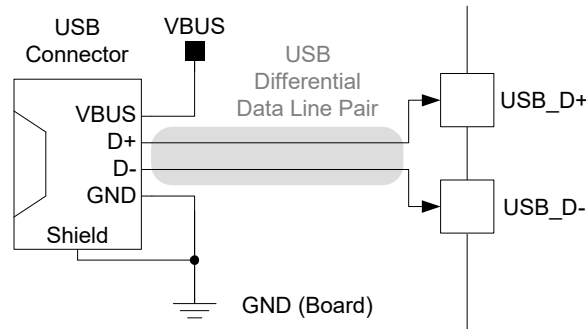 USB
Connector
VBUS
USB
Differential
Data Line Pair
VBUS
D+
D-
GND
Shield
USB_D+
USB_D-
GND (Board)